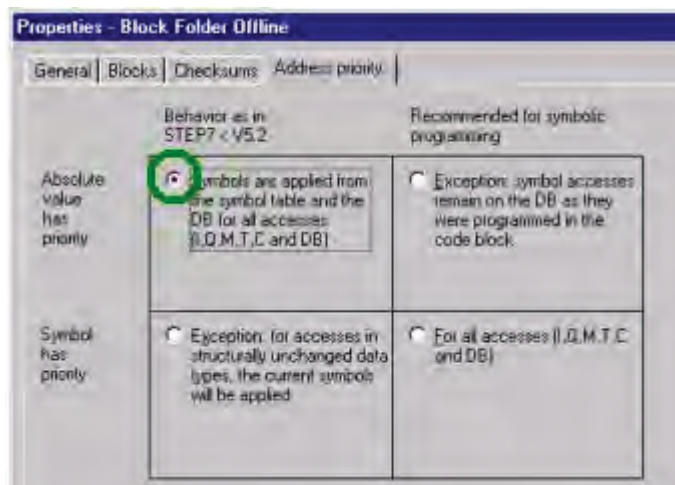 Properties - Block Folder Offline
General Blocks Checksums Address priority
Behavior as in
STEP7 < V5.2
Recommended for symbolic
programming
Absolute
value
has
priority
Symbols are applied from
the symbol table and the
DB for all accesses
(I,Q,M,T,C and DB)
Exception: symbol accesses
remain on the DB as they
were programmed in the
code block
Symbol
has
priority
Exception: for accesses in
structurally unchanged data
types, the current symbols
will be applied
For all accesses (I,Q,M,T,C
and DB)